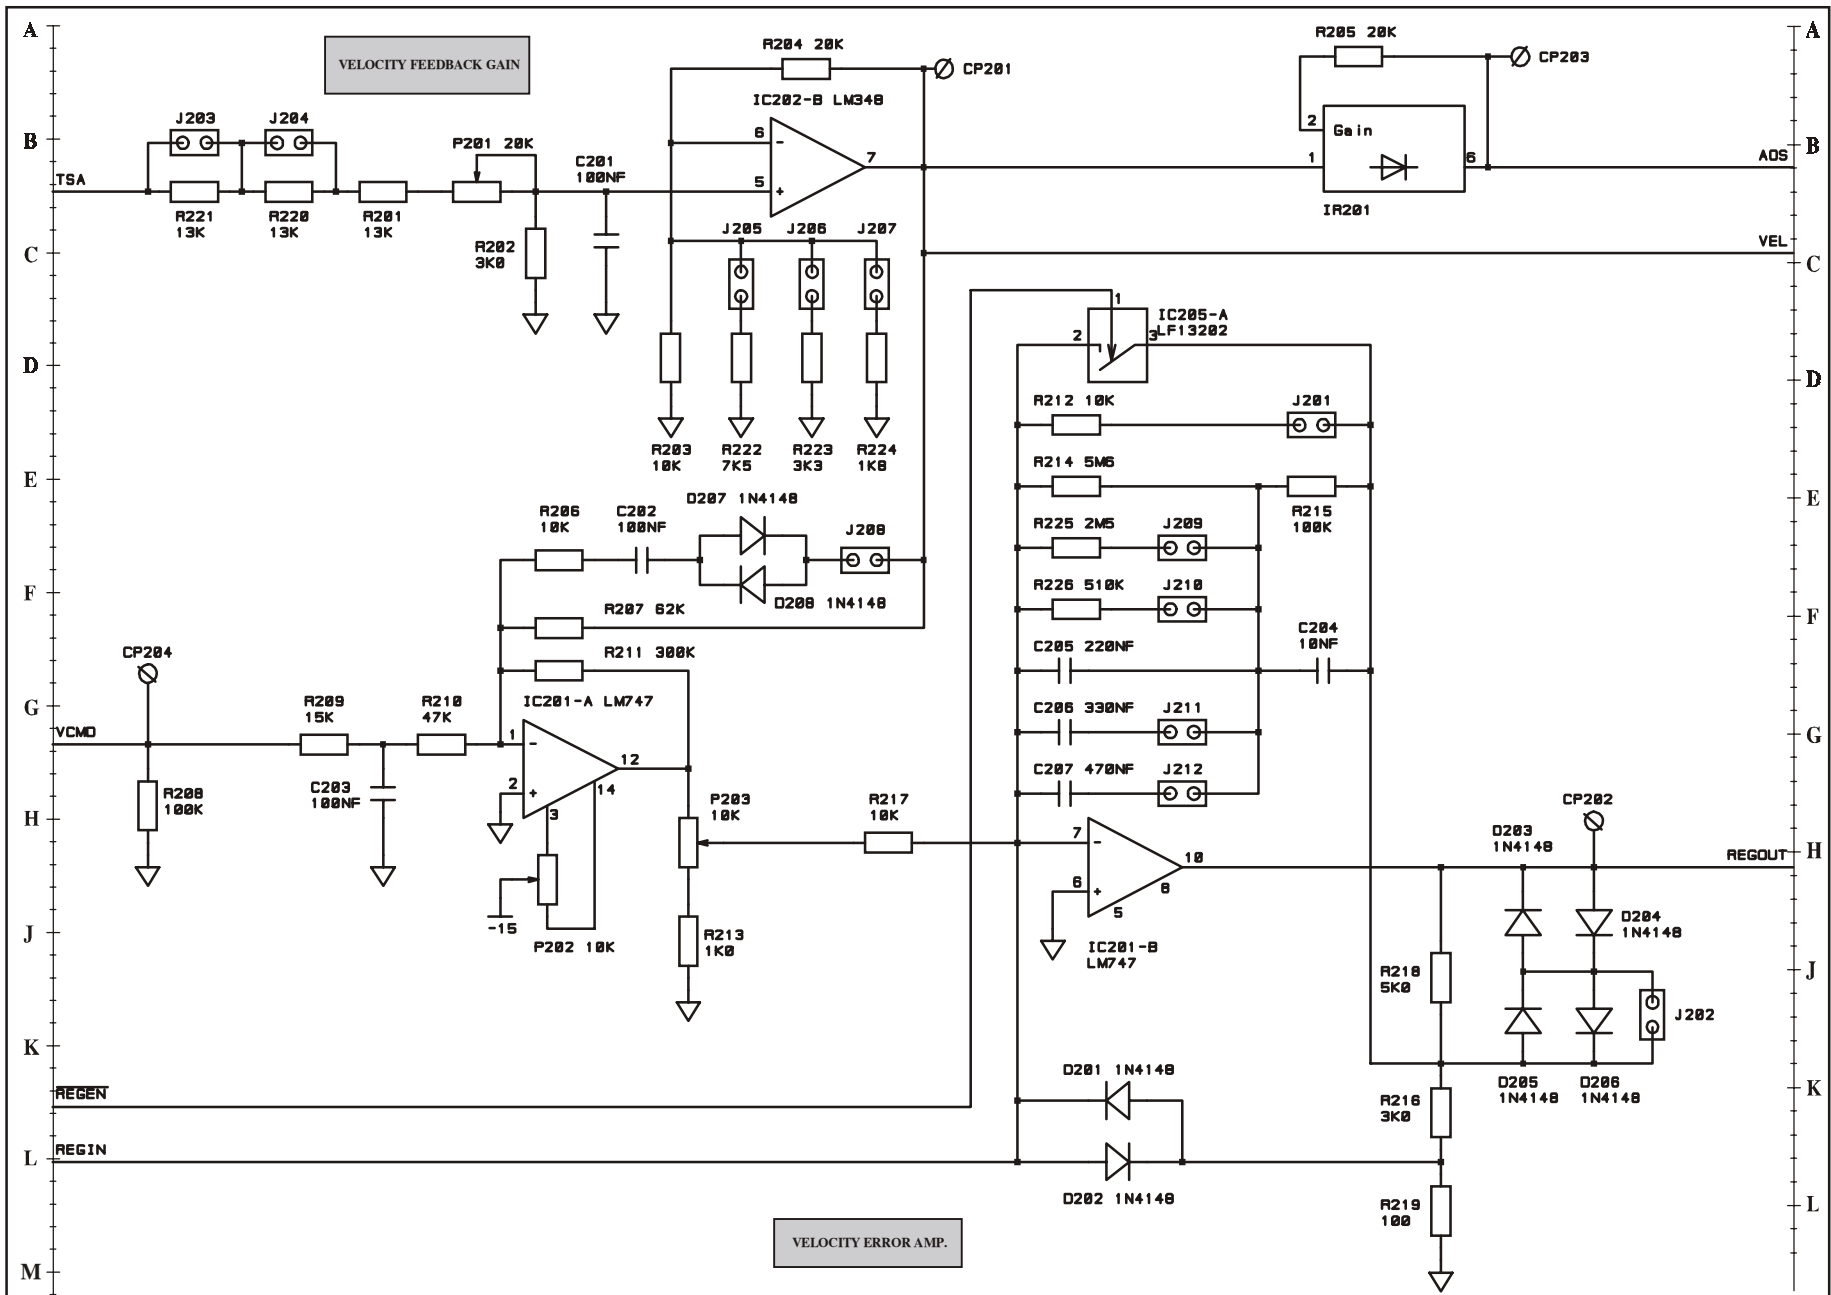 A
A
VELOCITY FEEDBACK GAIN
R204 20K
CP201
R205 20K
CP203
IC202-B LM348
J203
J204
P201 20K
C201
100NF
B
B
6
-
7
5
+
2
Gain
1
6
AOS
TSA
IR201
R221
13K
R220
13K
R201
13K
R202
3K0
J205
J206
J207
VEL
C
C
1
IC205-A
LF13202
2
3
D
D
R212 10K
J201
R203
10K
R222
7K5
R223
3K3
R224
1K8
R214 5M6
E
E
R215
100K
D207 1N4148
R206
10K
C202
100NF
J208
R225 2M5
J209
F
F
D208 1N4148
R226 510K
J210
R207 62K
C204
10NF
R211 300K
C205 220NF
CP204
IC201-A LM747
G
G
R209
15K
R210
47K
C206 330NF
J211
VCMD
1
-
12
2
+
14
3
C207 470NF
J212
R208
100K
C203
100NF
P203
10K
R217
10K
CP202
H
H
D203
1N4148
7
-
10
6
+
8
5
REGOUT
-15
P202 10K
R213
1K0
IC201-B
LM747
D204
1N4148
J
J
R218
5K0
J202
K
K
D201 1N4148
D205
1N4148
D206
1N4148
REGEN
R216
3K0
REGIN
L
L
D202 1N4148
R219
100
VELOCITY ERROR AMP.
M